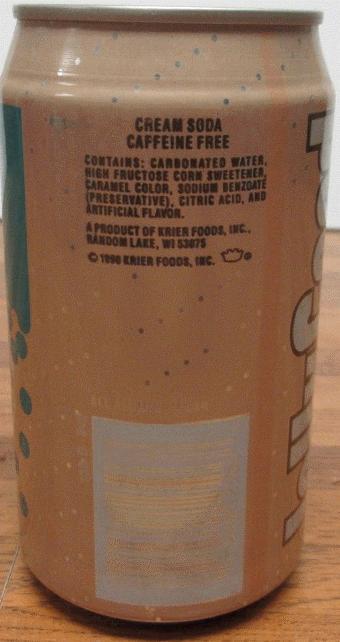 CREAM SODA
CAFFEINE FREE
CONTAINS: CARBONATED WATER,
HIGH FRUCTOSE CORN SWEETENER,
CARAMEL COLOR, SODIUM BENZOATE
(PRESERVATIVE), CITRIC ACID, AND
ARTIFICIAL FLAVOR.
A PRODUCT OF KRIER FOODS, INC.,
RANDOM LAKE, WI 53075
© 1990 KRIER FOODS, INC.